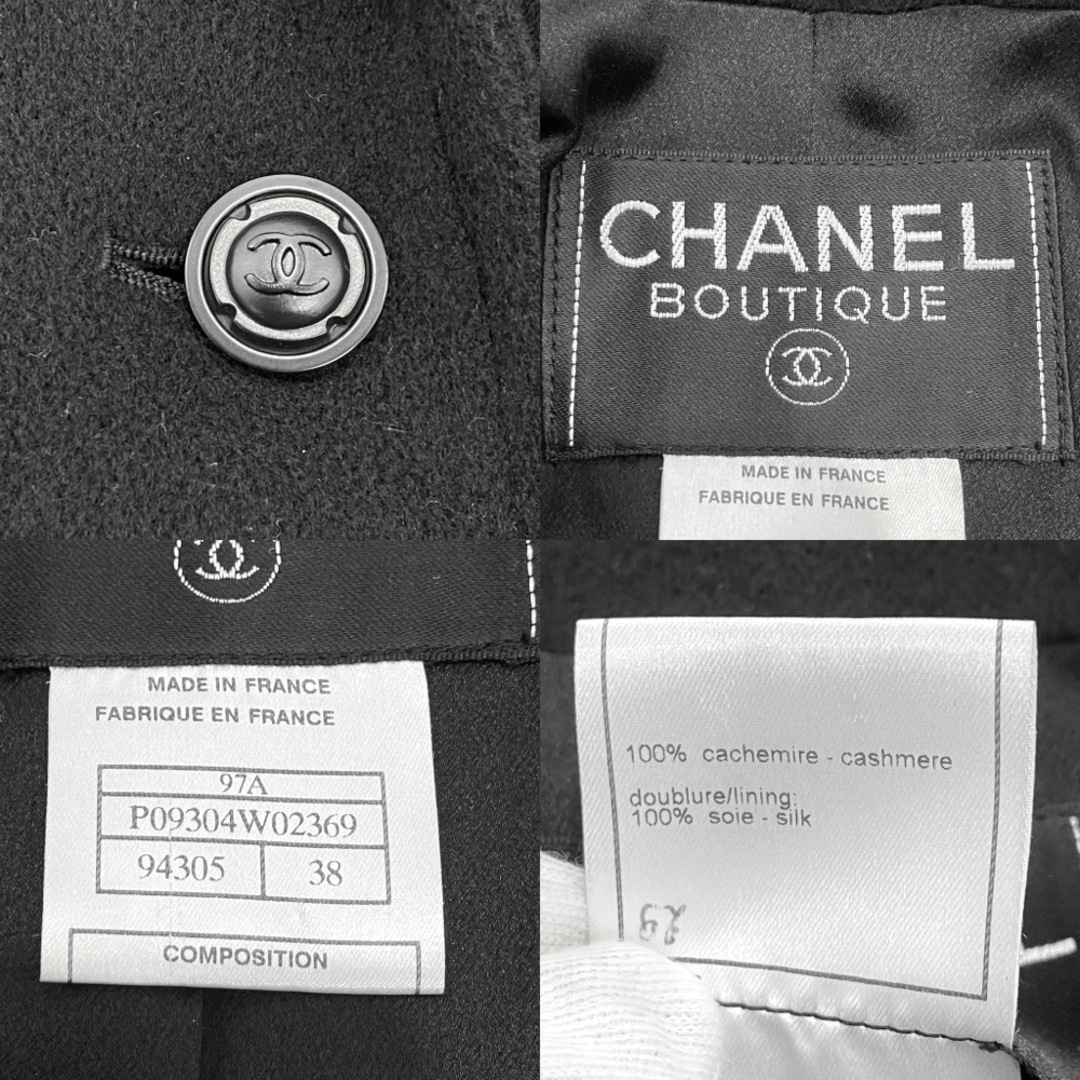 CHANEL
BOUTIQUE
MADE IN FRANCE
FABRIQUE EN FRANCE
MADE IN FRANCE
FABRIQUE EN FRANCE
97A
P09304W02369
94305 38
COMPOSITION
100% cachemire - cashmere
doublure/lining:
100% soie - silk